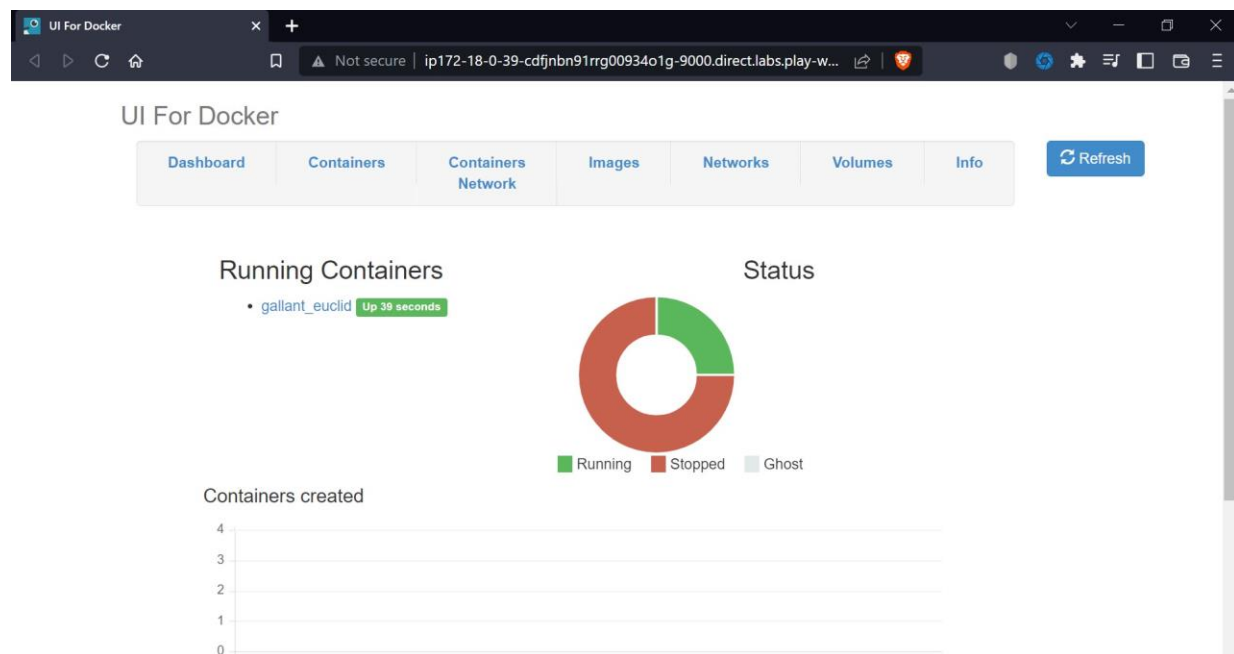 UI For Docker
Not secure | ip172-18-0-39-cdfjnbn91rrg00934o1g-9000.direct.labs.play-w...
UI For Docker
Dashboard
Containers
Containers
Network
Images
Networks
Volumes
Info
Refresh
Running Containers
gallant_euclid Up 39 seconds
Status
Running Stopped Ghost
Containers created
4
3
2
1
0